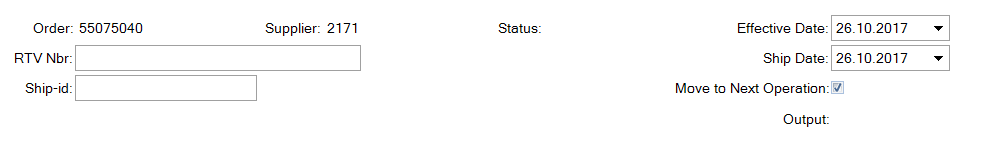 Order: 55075040 Supplier: 2171 Status: Effective Date: 26.10.2017
RTV Nbr: Ship Date: 26.10.2017
Ship-id: Move to Next Operation:
Output: